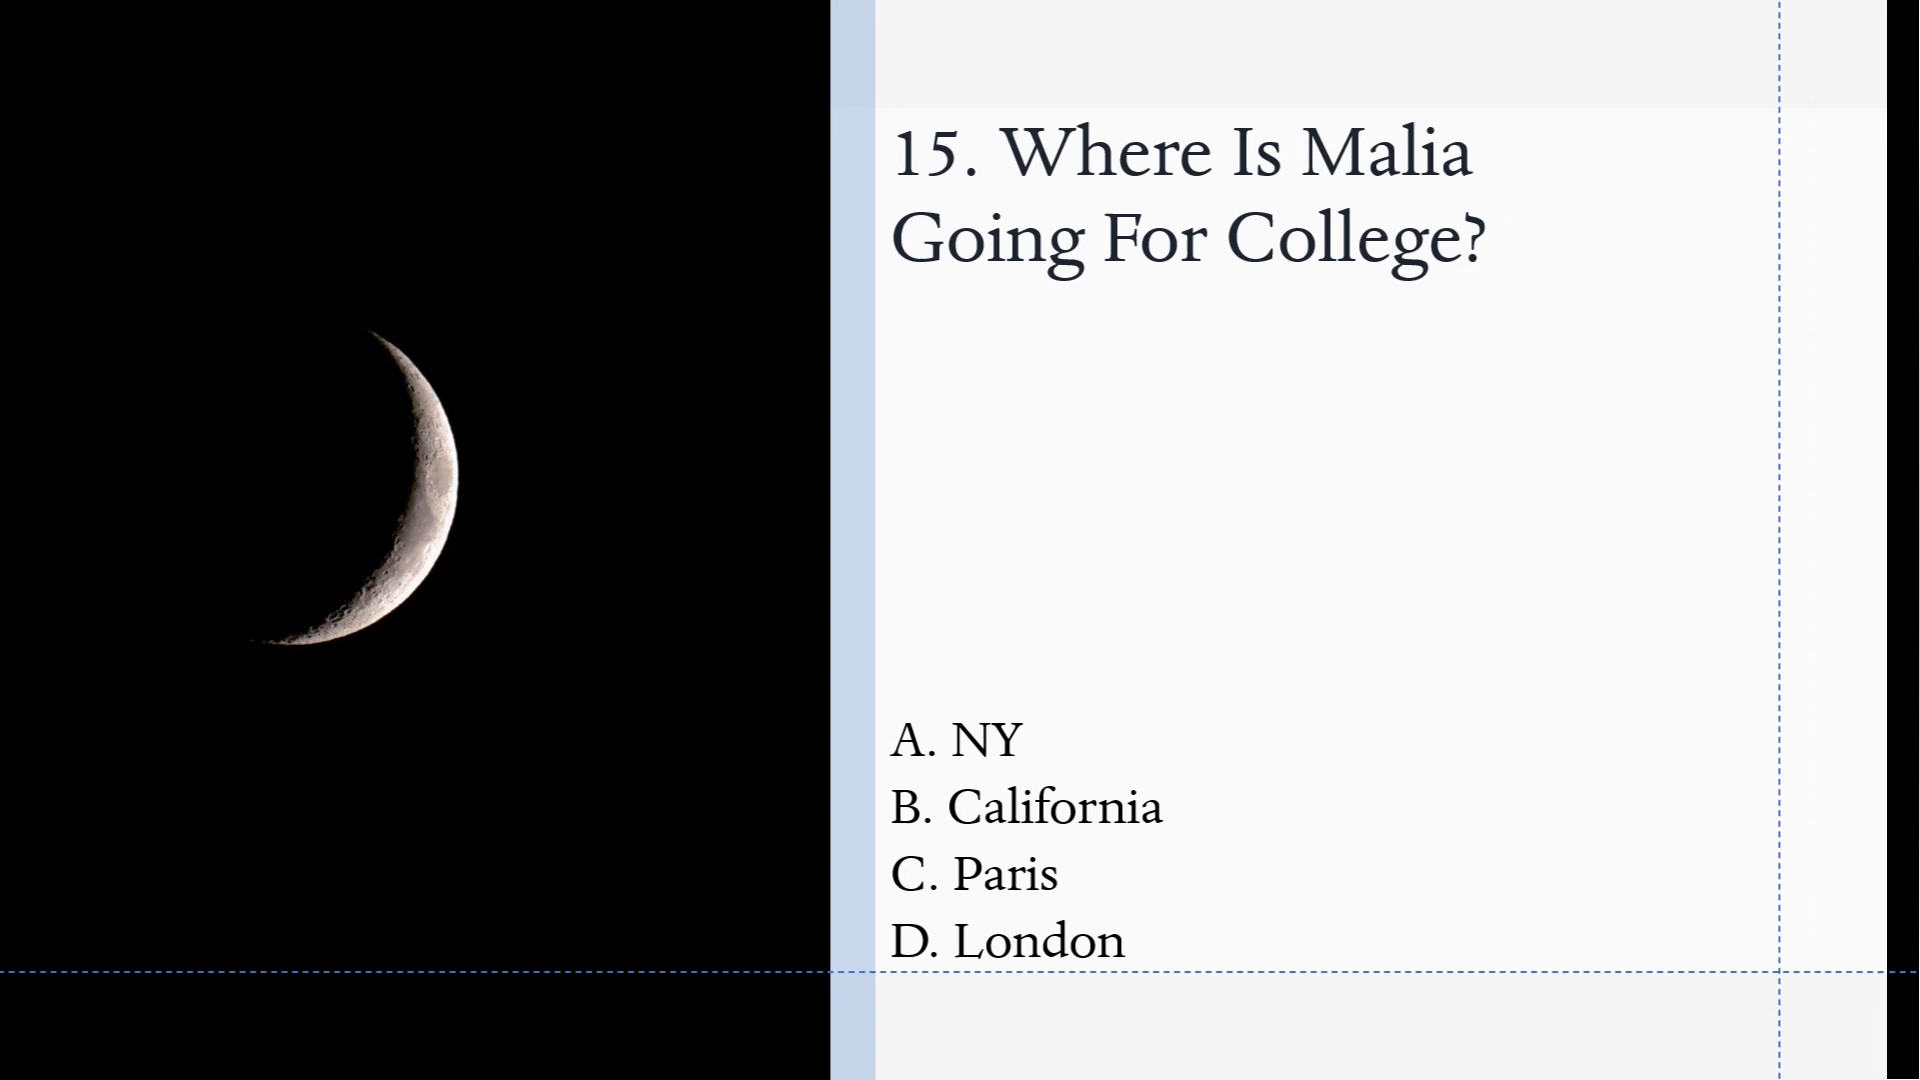 15. Where Is Malia
Going For College?
A. NY
B. California
C. Paris
D. London